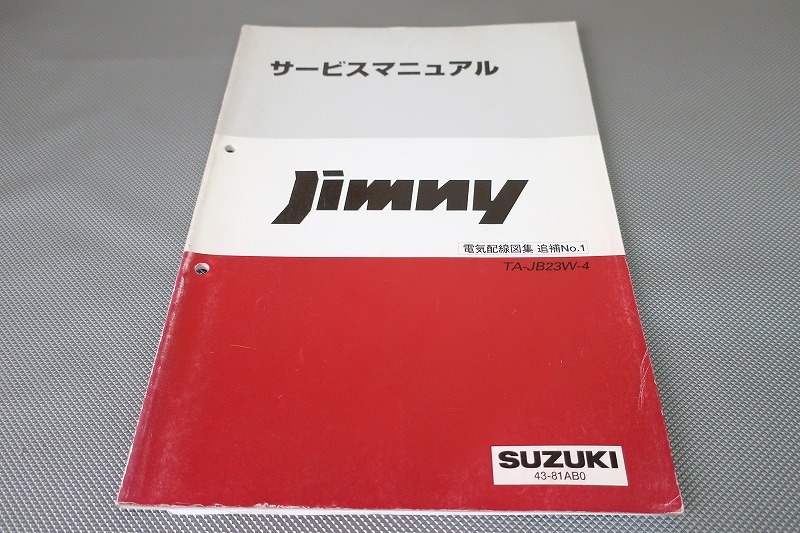 サービスマニュアル
Jimny
電気配線図集 追補No.1
TA-JB23W-4
SUZUKI
43-81AB0